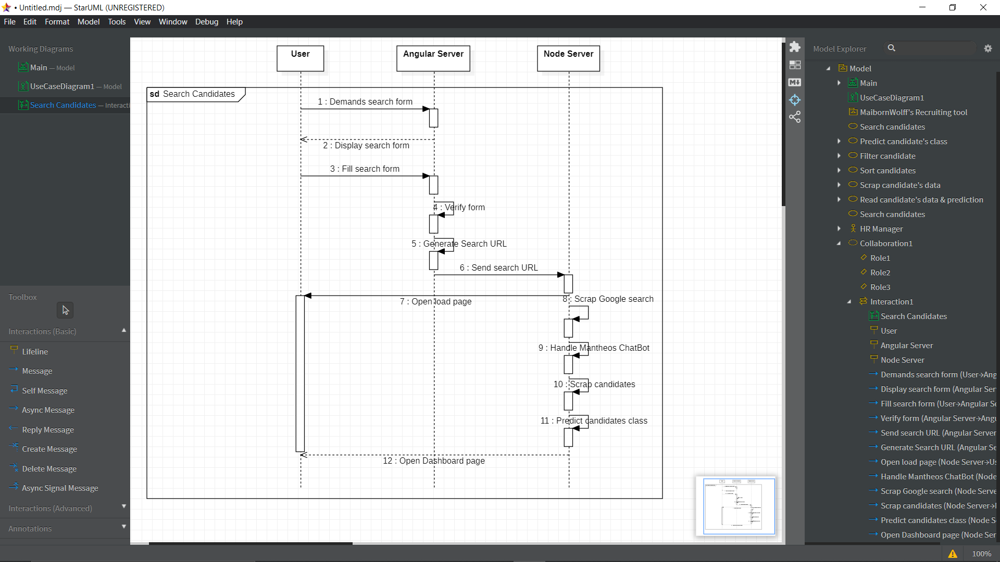 • Untitled.mdj — StarUML (UNREGISTERED)
File Edit Format Model Tools View Window Debug Help
Working Diagrams
Main — Model
UseCaseDiagram1 — Model
Search Candidates — Interacti
Toolbox
Interactions (Basic)
Lifeline
Message
Self Message
Async Message
Reply Message
Create Message
Delete Message
Async Signal Message
Interactions (Advanced)
Annotations
User
Angular Server
Node Server
sd Search Candidates
1 : Demands search form
2 : Display search form
3 : Fill search form
4 : Verify form
5 : Generate Search URL
6 : Send search URL
7 : Open load page
8 : Scrap Google search
9 : Handle Mantheos ChatBot
10 : Scrap candidates
11 : Predict candidates class
12 : Open Dashboard page
Model Explorer
Model
Main
UseCaseDiagram1
MaibornWolff's Recruiting tool
Search candidates
Predict candidate's class
Filter candidate
Sort candidates
Scrap candidate's data
Read candidate's data & prediction
Search candidates
HR Manager
Collaboration1
Role1
Role2
Role3
Interaction1
Search Candidates
User
Angular Server
Node Server
Demands search form (User→Ang
Display search form (Angular Ser
Fill search form (User→Angular Se
Verify form (Angular Server→Angu
Send search URL (Angular Server
Generate Search URL (Angular Se
Open load page (Node Server→Us
Handle Mantheos ChatBot (Node
Scrap Google search (Node Serve
Scrap candidates (Node Server→
Predict candidates class (Node S
Open Dashboard page (Node Ser
M↓
100%